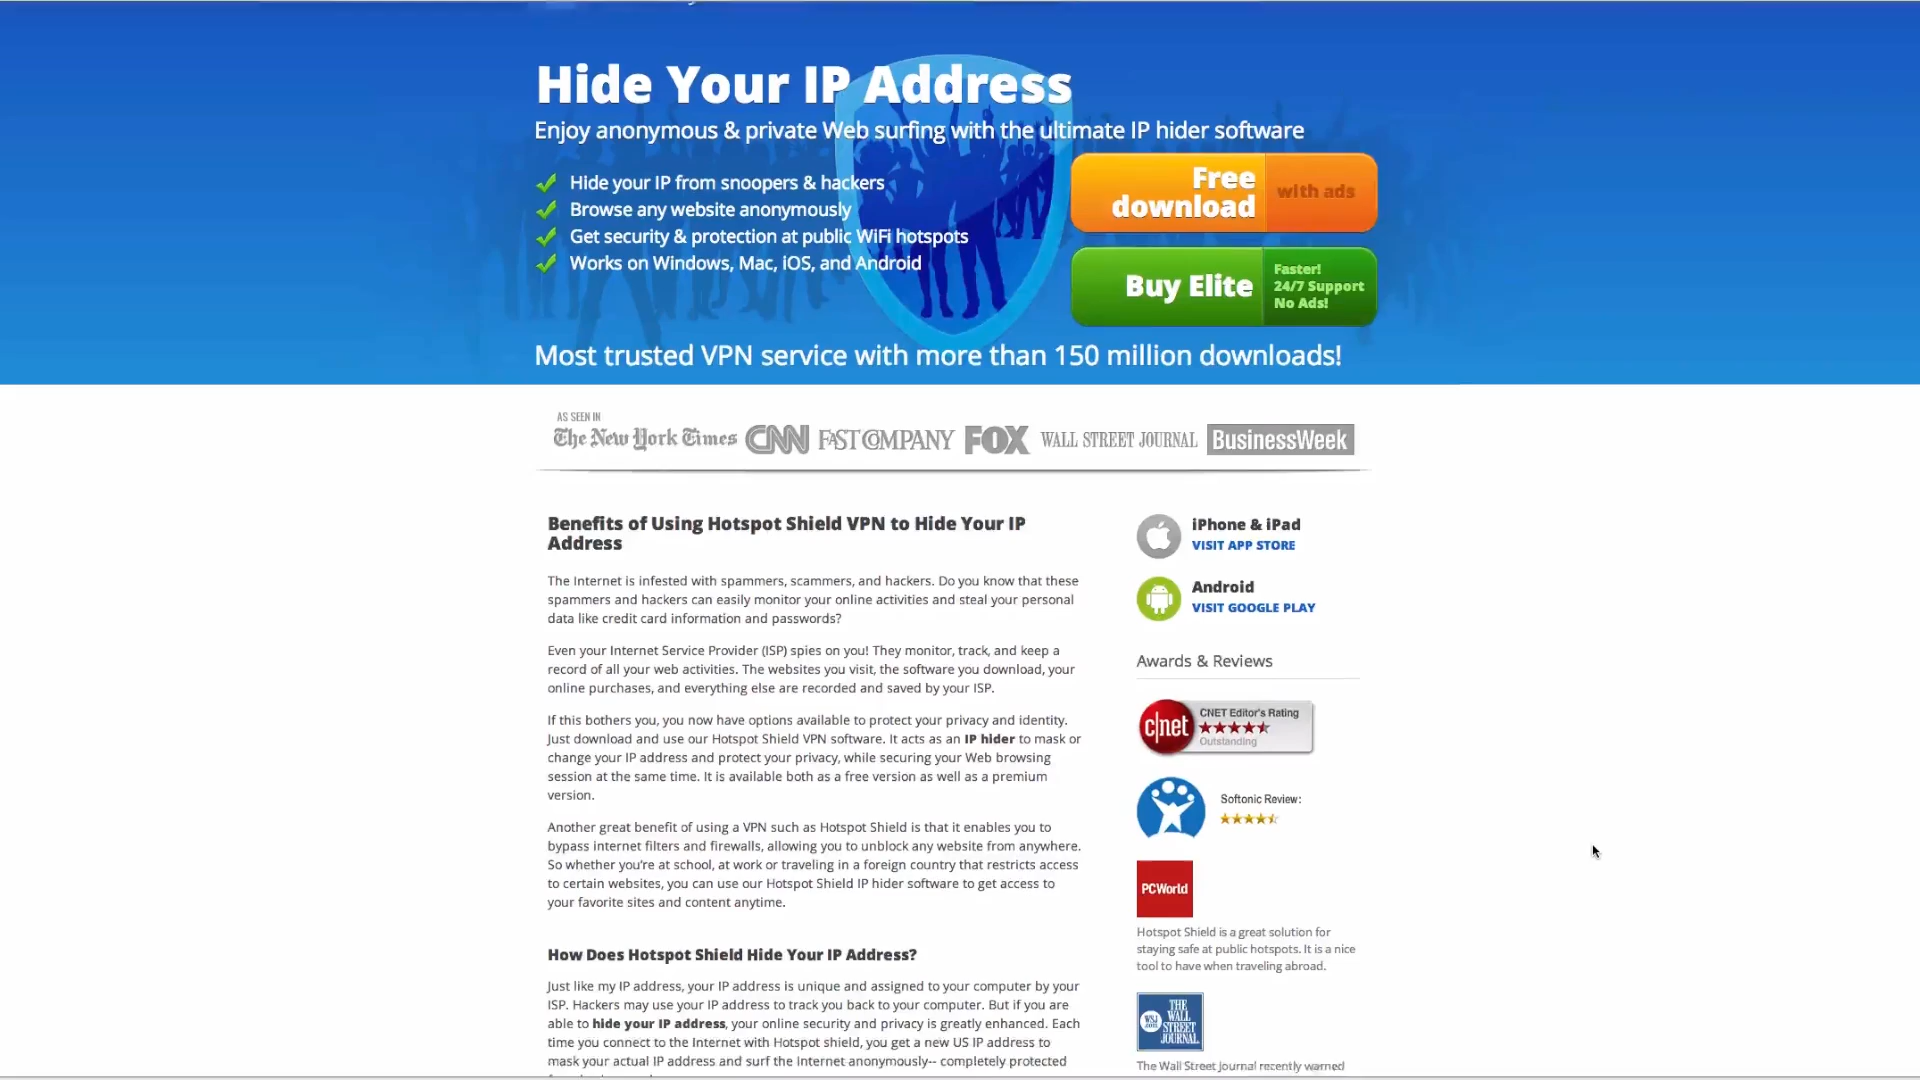 Hide Your IP Address
Enjoy anonymous & private Web surfing with the ultimate IP hider software
Hide your IP from snoopers & hackers
Browse any website anonymously
Get security & protection at public WiFi hotspots
Works on Windows, Mac, iOS, and Android
Free
download
with ads
Buy Elite
Faster!
24/7 Support
No Ads!
Most trusted VPN service with more than 150 million downloads!
AS SEEN IN
The New York Times CNN FAST COMPANY FOX WALL STREET JOURNAL BusinessWeek
Benefits of Using Hotspot Shield VPN to Hide Your IP
Address
The Internet is infested with spammers, scammers, and hackers. Do you know that these
spammers and hackers can easily monitor your online activities and steal your personal
data like credit card information and passwords?
Even your Internet Service Provider (ISP) spies on you! They monitor, track, and keep a
record of all your web activities. The websites you visit, the software you download, your
online purchases, and everything else are recorded and saved by your ISP.
If this bothers you, you now have options available to protect your privacy and identity.
Just download and use our Hotspot Shield VPN software. It acts as an IP hider to mask or
change your IP address and protect your privacy, while securing your Web browsing
session at the same time. It is available both as a free version as well as a premium
version.
Another great benefit of using a VPN such as Hotspot Shield is that it enables you to
bypass internet filters and firewalls, allowing you to unblock any website from anywhere.
So whether you're at school, at work or traveling in a foreign country that restricts access
to certain websites, you can use our Hotspot Shield IP hider software to get access to
your favorite sites and content anytime.
How Does Hotspot Shield Hide Your IP Address?
Just like my IP address, your IP address is unique and assigned to your computer by your
ISP. Hackers may use your IP address to track you back to your computer. But if you are
able to hide your IP address, your online security and privacy is greatly enhanced. Each
time you connect to the Internet with Hotspot shield, you get a new US IP address to
mask your actual IP address and surf the Internet anonymously-- completely protected
iPhone & iPad
VISIT APP STORE
Android
VISIT GOOGLE PLAY
Awards & Reviews
c|net
CNET Editor's Rating
Outstanding
Softonic Review:
PCWorld
Hotspot Shield is a great solution for
staying safe at public hotspots. It is a nice
tool to have when traveling abroad.
WSJ.com
THE
WALL
STREET
JOURNAL
The Wall Street Journal recently warned